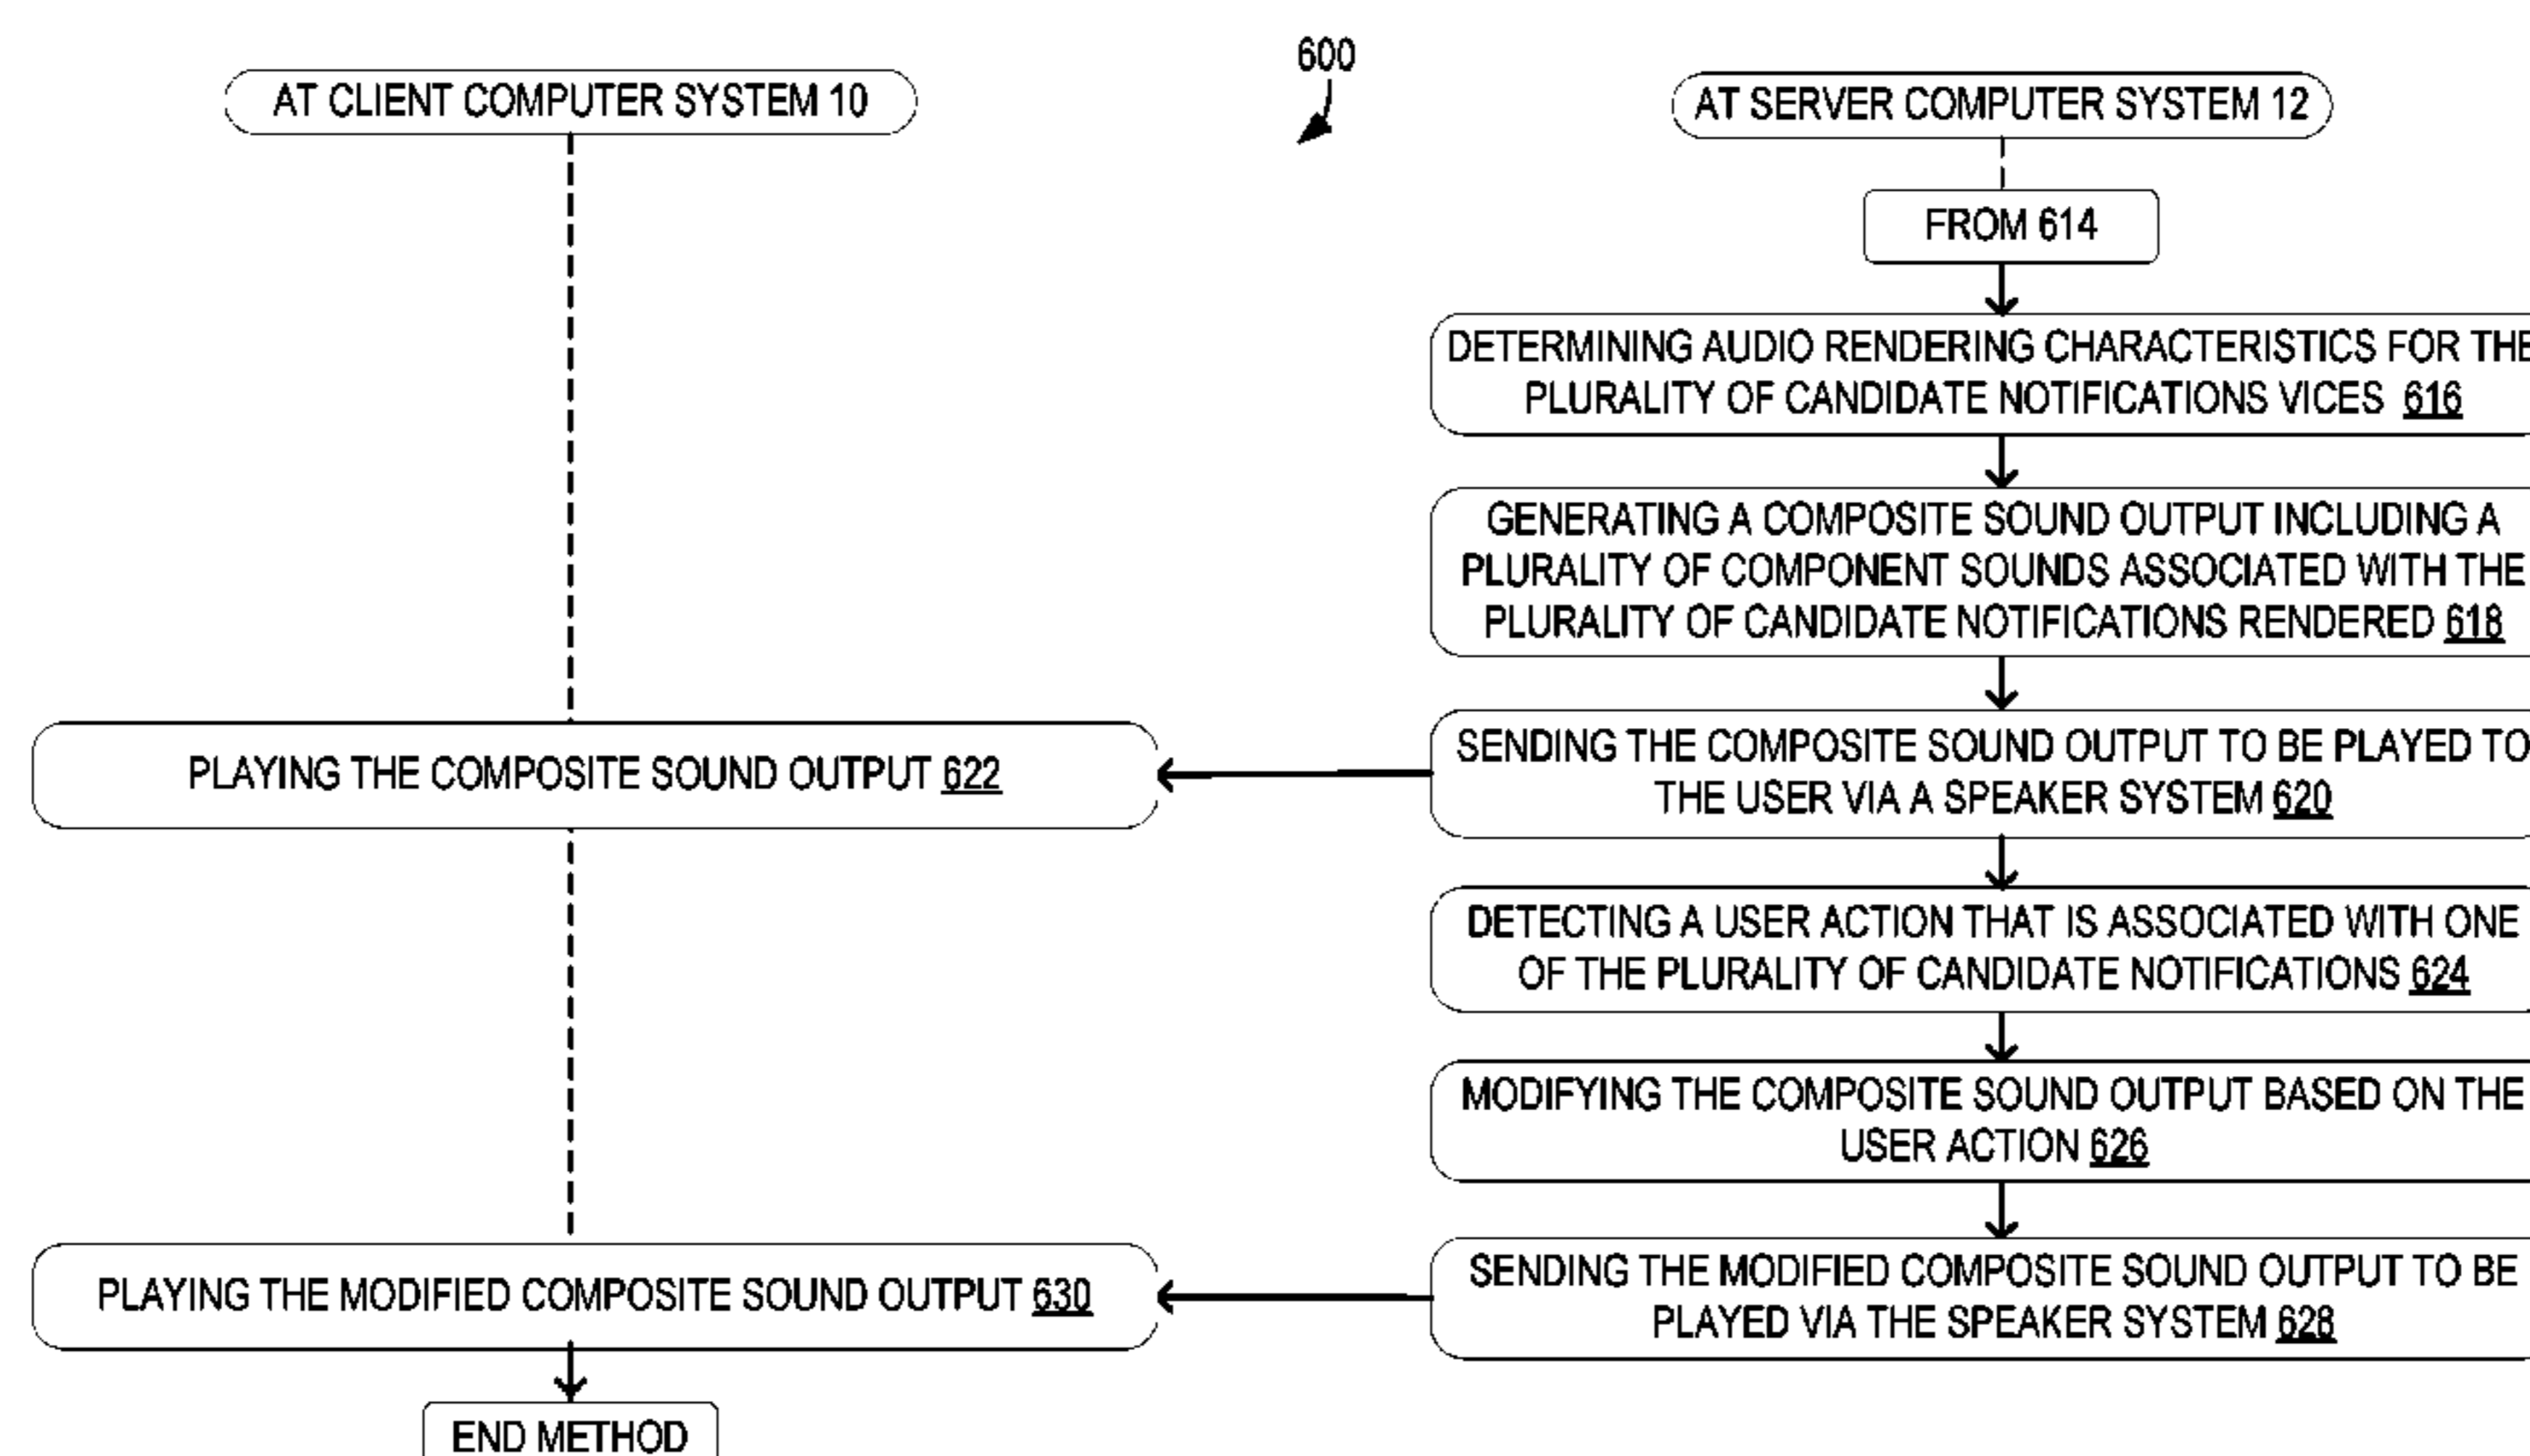 600
AT CLIENT COMPUTER SYSTEM 10
AT SERVER COMPUTER SYSTEM 12
FROM 614
DETERMINING AUDIO RENDERING CHARACTERISTICS FOR THE
PLURALITY OF CANDIDATE NOTIFICATIONS VICES 616
GENERATING A COMPOSITE SOUND OUTPUT INCLUDING A
PLURALITY OF COMPONENT SOUNDS ASSOCIATED WITH THE
PLURALITY OF CANDIDATE NOTIFICATIONS RENDERED 618
SENDING THE COMPOSITE SOUND OUTPUT TO BE PLAYED TO
THE USER VIA A SPEAKER SYSTEM 620
PLAYING THE COMPOSITE SOUND OUTPUT 622
DETECTING A USER ACTION THAT IS ASSOCIATED WITH ONE
OF THE PLURALITY OF CANDIDATE NOTIFICATIONS 624
MODIFYING THE COMPOSITE SOUND OUTPUT BASED ON THE
USER ACTION 626
SENDING THE MODIFIED COMPOSITE SOUND OUTPUT TO BE
PLAYED VIA THE SPEAKER SYSTEM 628
PLAYING THE MODIFIED COMPOSITE SOUND OUTPUT 630
END METHOD